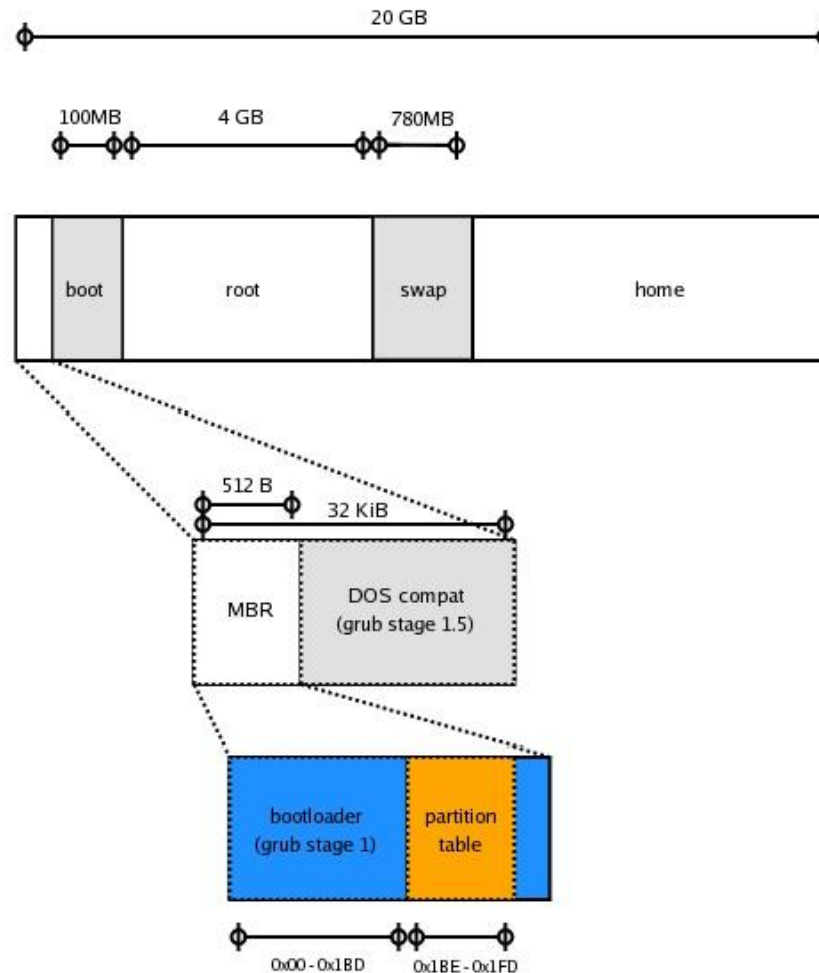 20 GB
100MB 4 GB 780MB
boot root swap home
512 B
32 KiB
MBR
DOS compat
(grub stage 1.5)
bootloader
(grub stage 1)
partition
table
0x00 - 0x1BD 0x1BE - 0x1FD